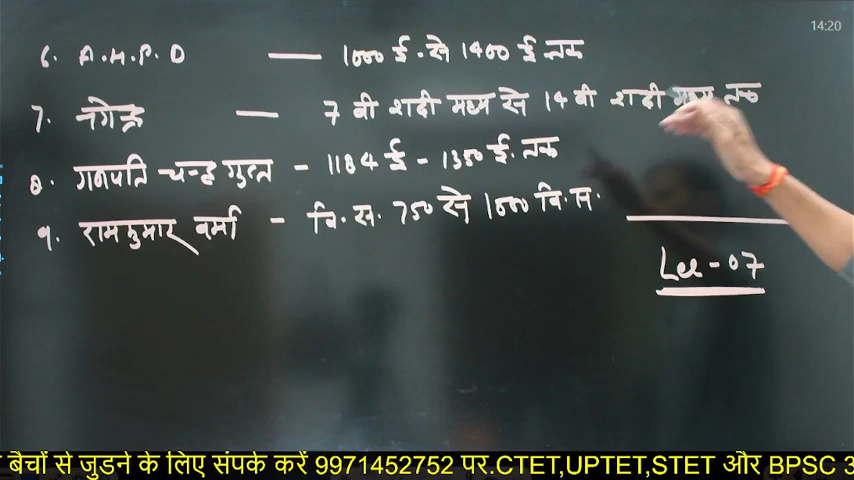 14:20
6. A.H.P.D — 1000 ई. से 1400 ई. तक
7. नगेन्द्र — 7 वी शदी मध्य से 14 वी शदी मध्य तक
8. गनपति चन्द्र गुप्त - 1184 ई - 1350 ई. तक
9. रामकुमार वर्मा - वि.स. 750 से 1000 वि.स.
Lec-07
बैचों से जुडने के लिए संपर्क करें 9971452752 पर.CTET,UPTET,STET और BPSC 3